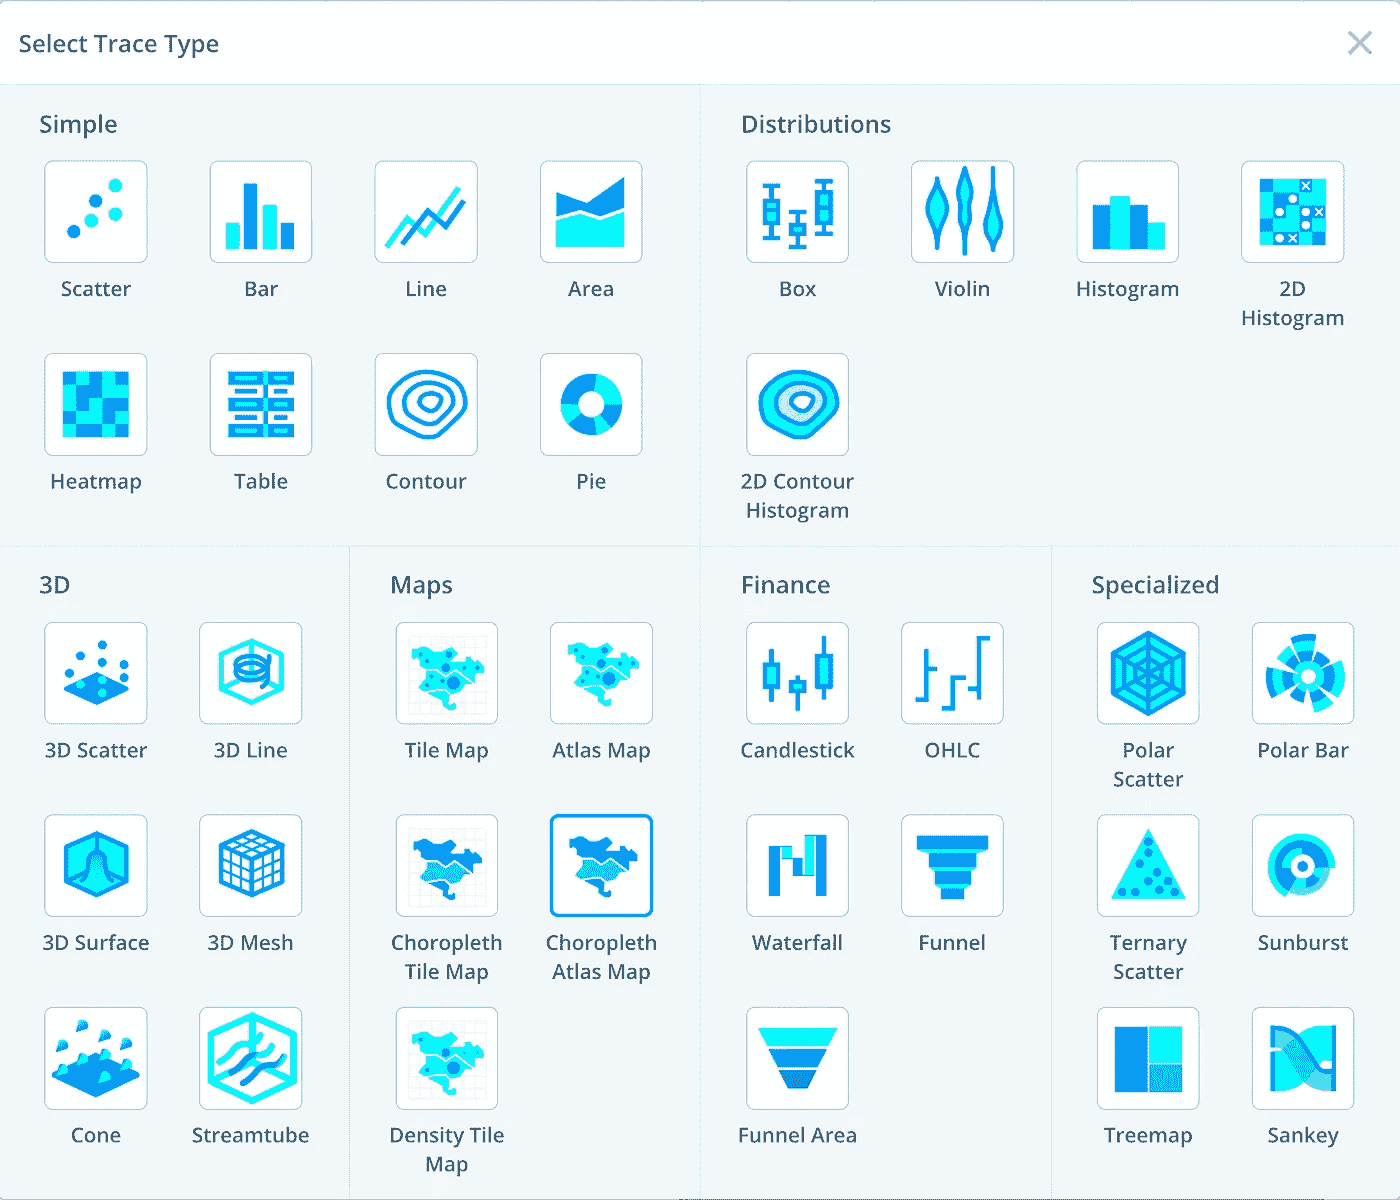 Select Trace Type
Simple
Scatter
Bar
Line
Area
Heatmap
Table
Contour
Pie
Distributions
Box
Violin
Histogram
2D
Histogram
2D Contour
Histogram
3D
3D Scatter
3D Line
3D Surface
3D Mesh
Cone
Streamtube
Maps
Tile Map
Atlas Map
Choropleth
Tile Map
Choropleth
Atlas Map
Density Tile
Map
Finance
Candlestick
OHLC
Waterfall
Funnel
Funnel Area
Specialized
Polar
Scatter
Polar Bar
Ternary
Scatter
Sunburst
Treemap
Sankey